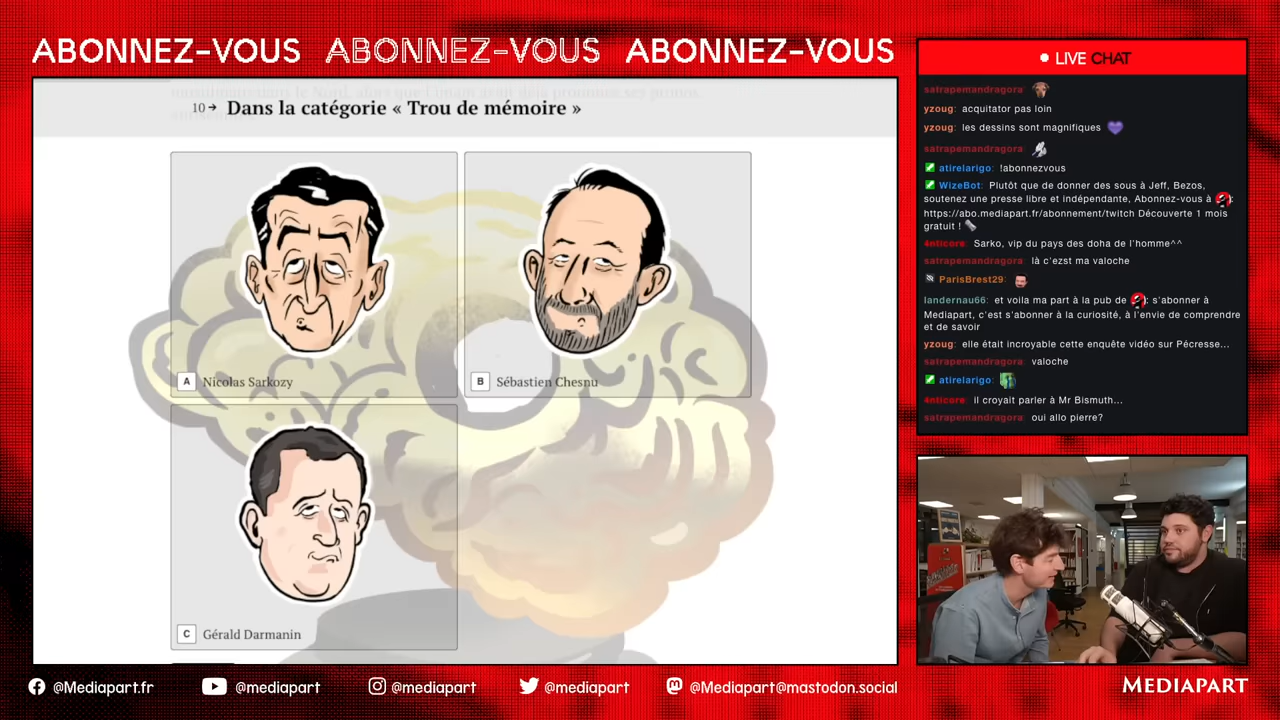 ABONNEZ-VOUS ABONNEZ-VOUS ABONNEZ-VOUS
10 → Dans la catégorie « Trou de mémoire »
A Nicolas Sarkozy
B Sébastien Chesnu
C Gérald Darmanin
LIVE CHAT
satrapemandragora:
yzoug: acquitator pas loin
yzoug: les dessins sont magnifiques
satrapemandragora:
atirelarigo: !abonnezvous
WizeBot: Plutôt que de donner des sous à Jeff, Bezos,
soutenez une presse libre et indépendante, Abonnez-vous à :
https://abo.mediapart.fr/abonnement/twitch Découverte 1 mois
gratuit !
4nticore: Sarko, vip du pays des doha de l'homme^^
satrapemandragora: là c'ezst ma valoche
ParisBrest29:
landernau66: et voila ma part à la pub de : s'abonner à
Mediapart, c'est s'abonner à la curiosité, à l'envie de comprendre
et de savoir
yzoug: elle était incroyable cette enquête vidéo sur Pécresse...
satrapemandragora: valoche
atirelarigo:
4nticore: il croyait parler à Mr Bismuth...
satrapemandragora: oui allo pierre?
@Mediapart.fr @mediapart @mediapart @mediapart @Mediapart@mastodon.social MEDIAPART